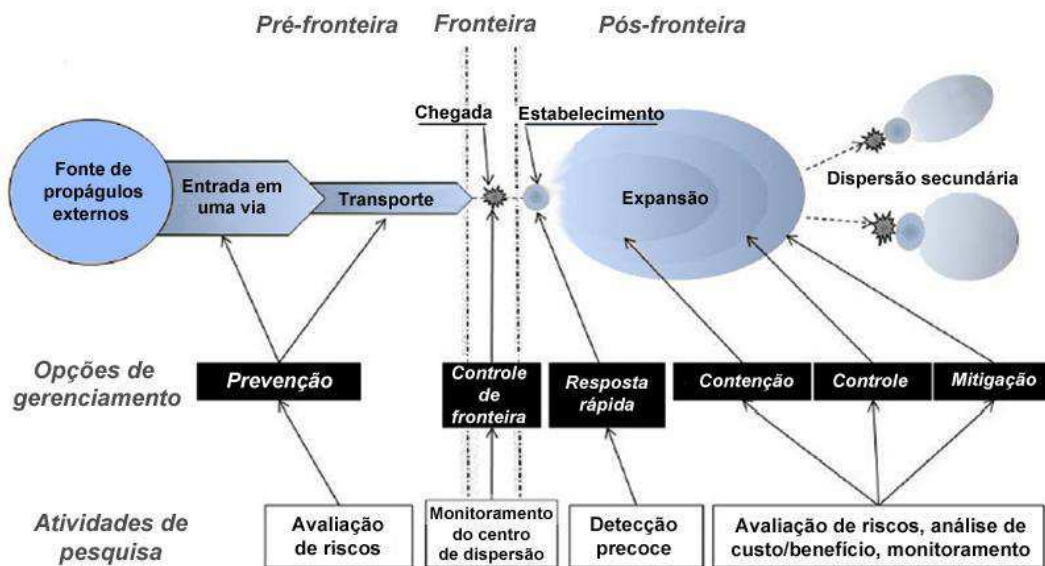 Pré-fronteira
Fronteira
Pós-fronteira
Chegada
Estabelecimento
Fonte de
propágulos
externos
Entrada em
uma via
Transporte
Expansão
Dispersão secundária
Opções de
gerenciamento
Prevenção
Controle
de
fronteira
Resposta
rápida
Contenção
Controle
Mitigação
Atividades de
pesquisa
Avaliação
de riscos
Monitoramento
do centro
de dispersão
Detecção
precoce
Avaliação de riscos, análise de
custo/benefício, monitoramento